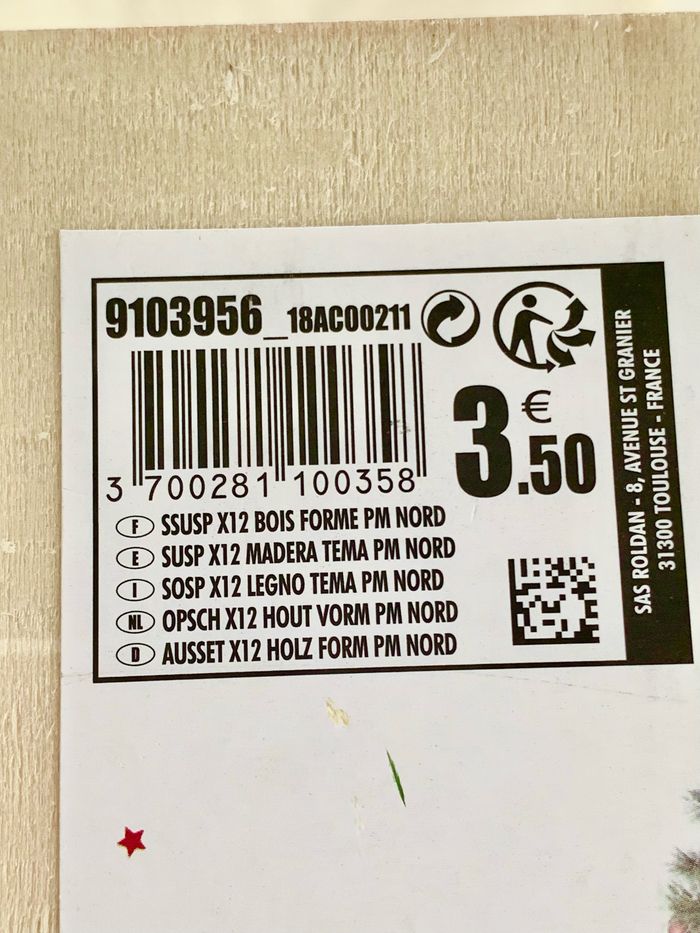 9103956_18AC00211
3 700281 100358
3€.50
F SSUSP X12 BOIS FORME PM NORD
E SUSP X12 MADERA TEMA PM NORD
I SOSP X12 LEGNO TEMA PM NORD
NL OPSCH X12 HOUT VORM PM NORD
D AUSSET X12 HOLZ FORM PM NORD
SAS ROLDAN - 8, AVENUE ST GRANIER
31300 TOULOUSE - FRANCE